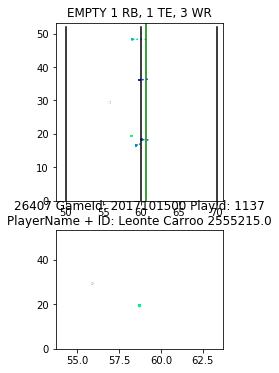 EMPTY 1 RB, 1 TE, 3 WR
50
40
30
20
10
0
50 55 60 65 70
26407 GameId: 2017101500 PlayId: 1137
PlayerName + ID: Leonte Carroo 2555215.0
40
20
0
55.0 57.5 60.0 62.5